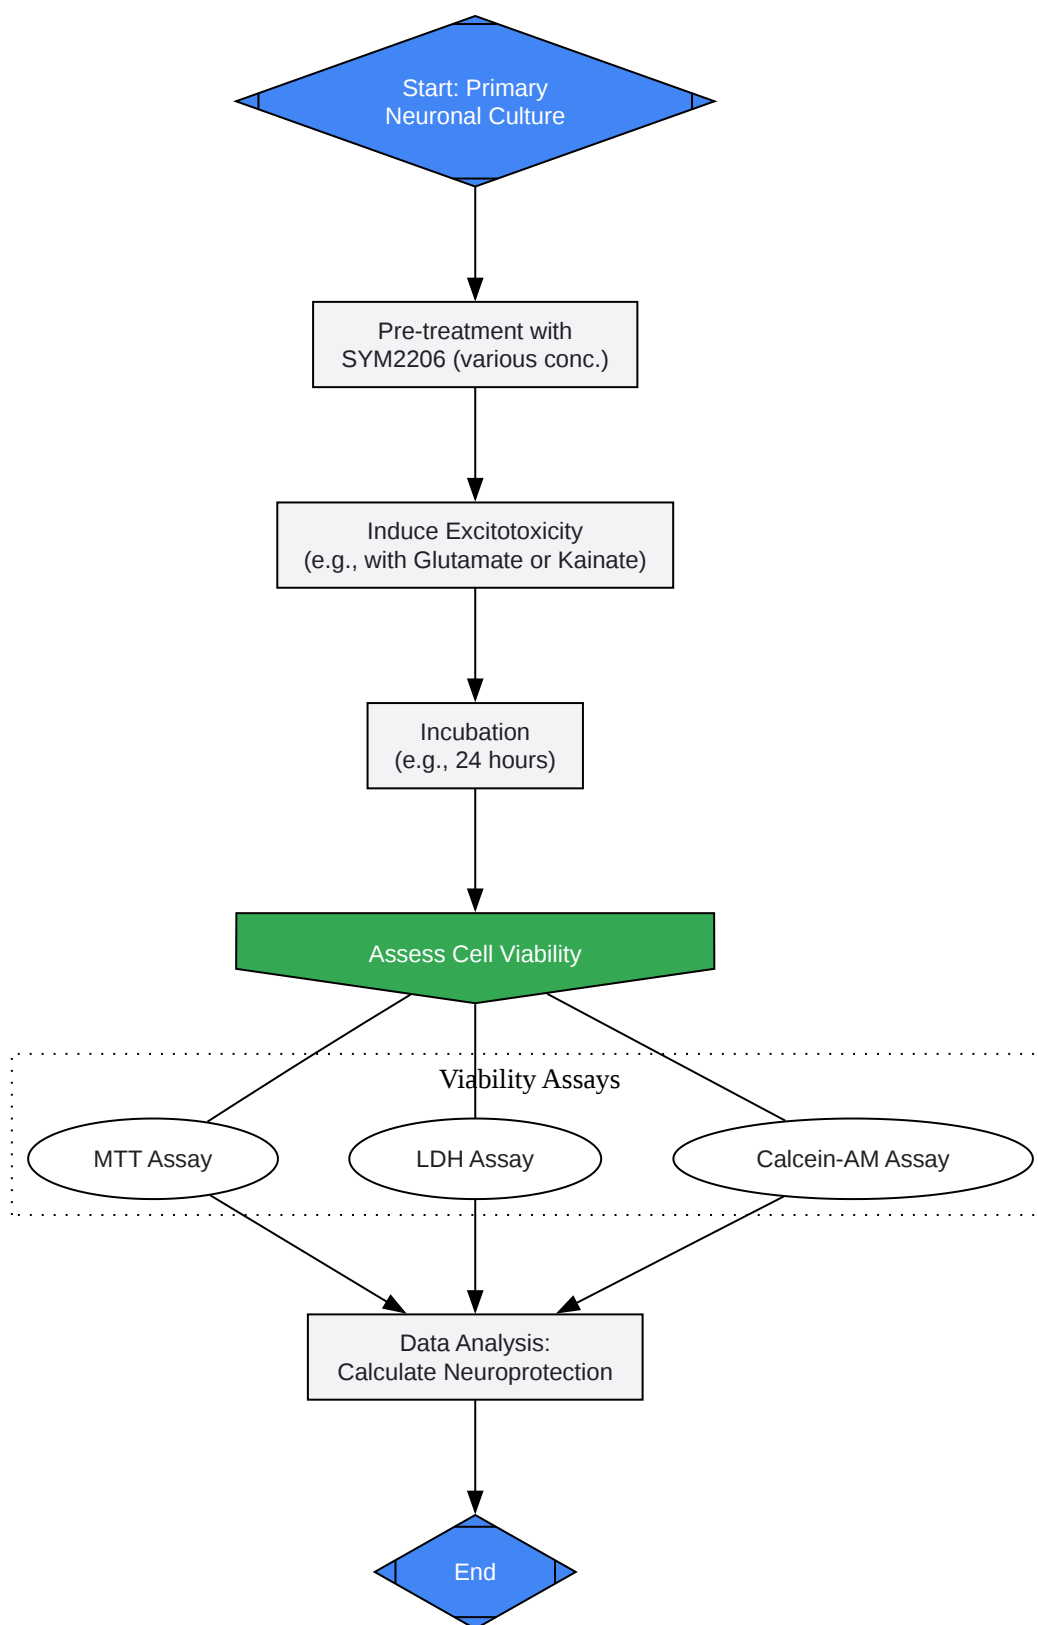 Start: Primary
Neuronal Culture
Pre-treatment with
SYM2206 (various conc.)
Induce Excitotoxicity
(e.g., with Glutamate or Kainate)
Incubation
(e.g., 24 hours)
Assess Cell Viability
Viability Assays
MTT Assay
LDH Assay
Calcein-AM Assay
Data Analysis:
Calculate Neuroprotection
End